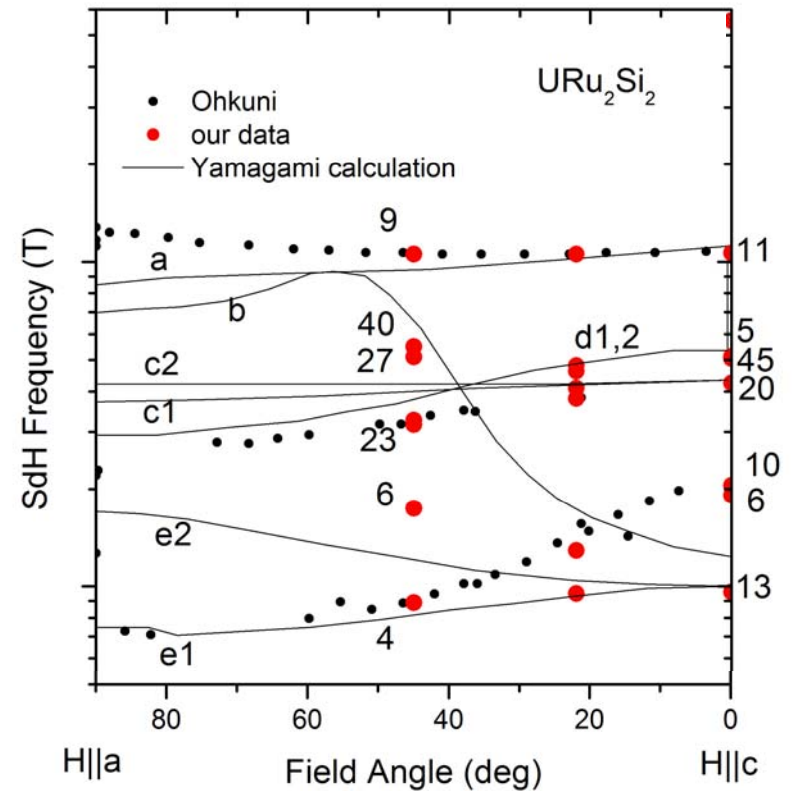 URu2Si2
Ohkuni
our data
Yamagami calculation
SdH Frequency (T)
9
a
11
b
40
5
27
d1,2
c2
45
20
c1
23
10
6
6
e2
13
4
e1
80
60
40
20
0
H||a
Field Angle (deg)
H||c